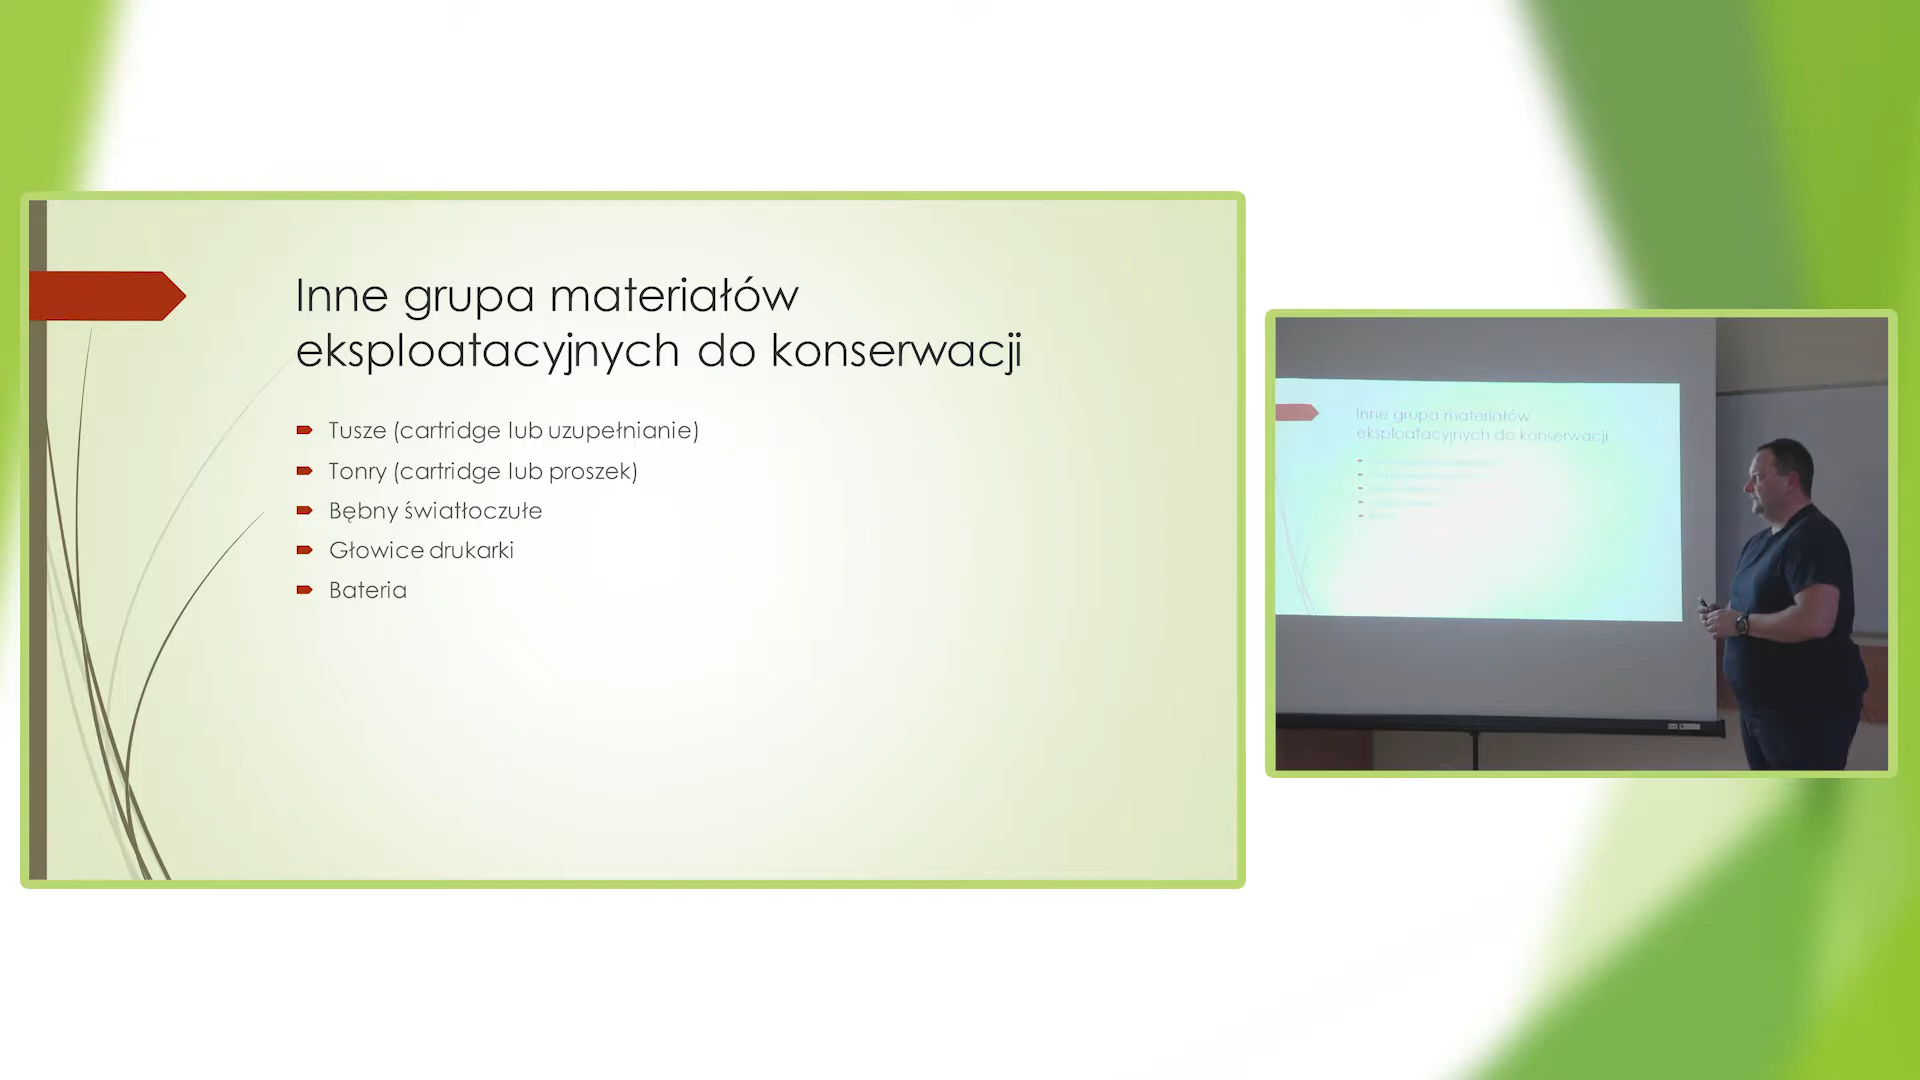 Inne grupa materiałów
eksploatacyjnych do konserwacji
Tusze (cartridge lub uzupełnianie)
Tonry (cartridge lub proszek)
Bębny światłoczułe
Głowice drukarki
Bateria
Inne grupa materiałów
eksploatacyjnych do konserwacji